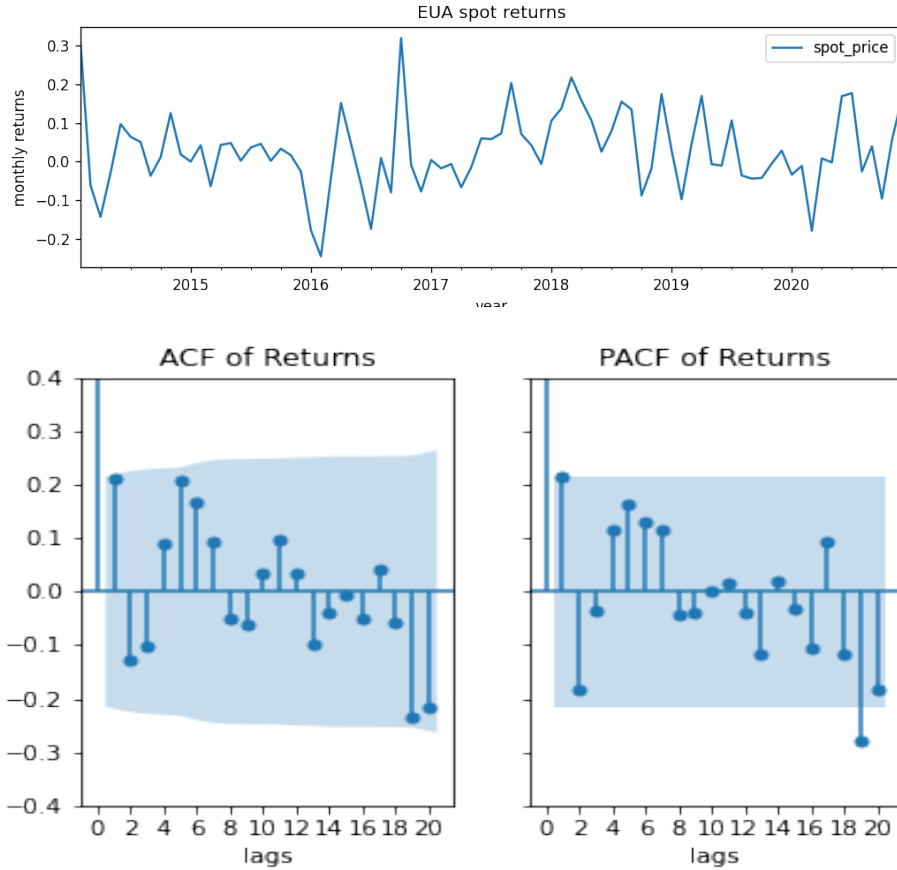 EUA spot returns
spot_price
monthly returns
0.3
0.2
0.1
0.0
−0.1
−0.2
2015 2016 2017 2018 2019 2020
year
ACF of Returns
0.4
0.3
0.2
0.1
0.0
−0.1
−0.2
−0.3
−0.4
0 2 4 6 8 10 12 14 16 18 20
lags
PACF of Returns
0 2 4 6 8 10 12 14 16 18 20
lags